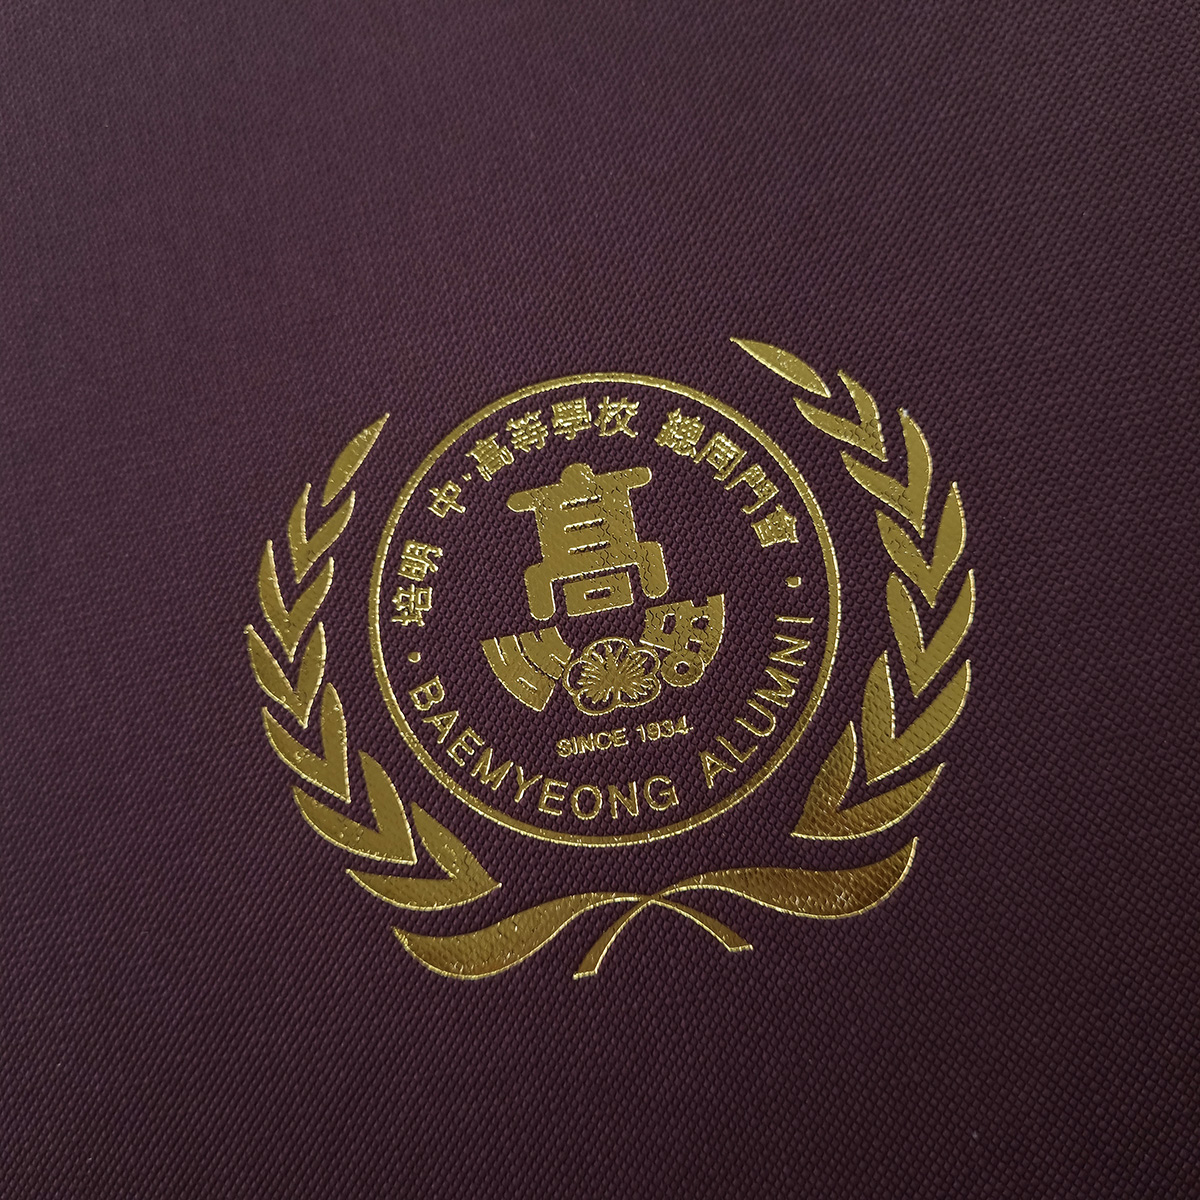 培明 中·高等學校 總同門會
高
SINCE 1934.
BAEMYEONG ALUMNI